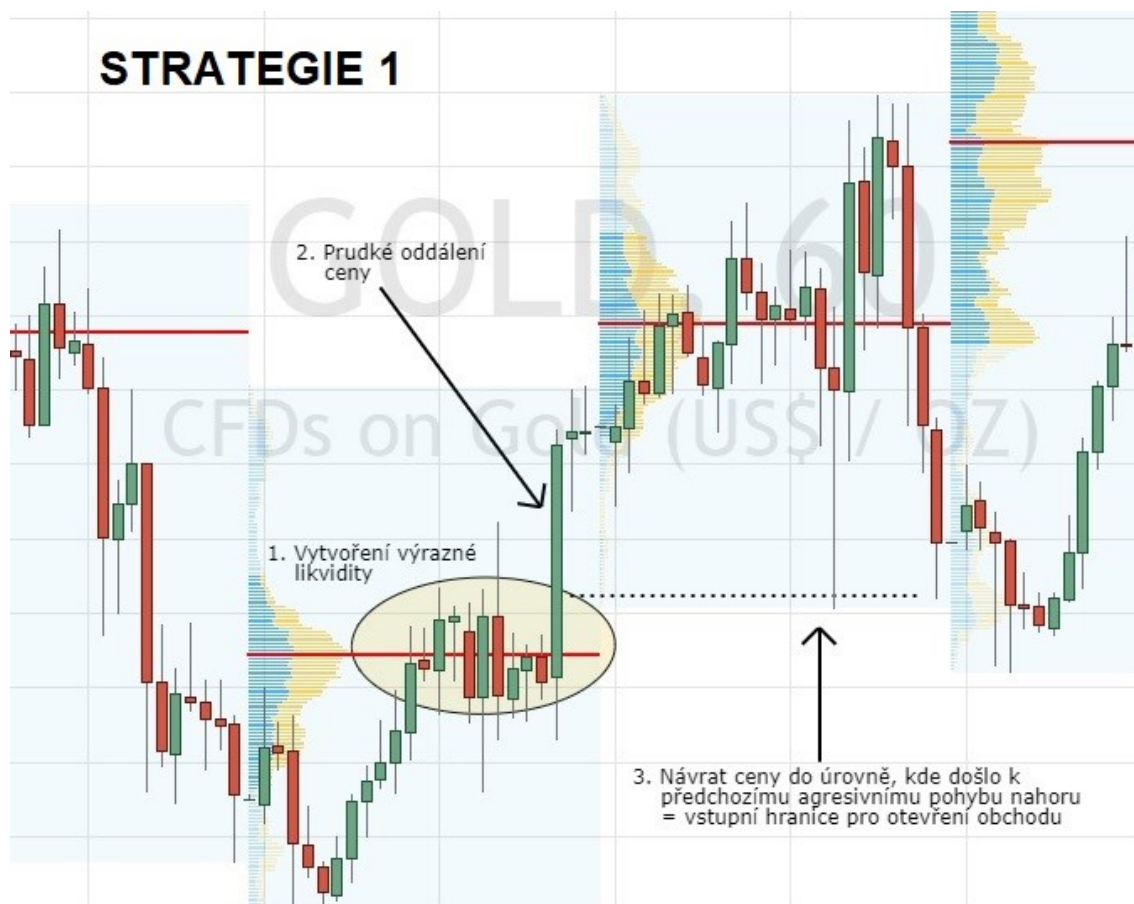 STRATEGIE 1
GOLD, 60
CFDs on Gold (US$ / OZ)
2. Prudké oddálení
ceny
1. Vytvoření výrazné
likvidity
3. Návrat ceny do úrovně, kde došlo k
předchozímu agresivnímu pohybu nahoru
= vstupní hranice pro otevření obchodu